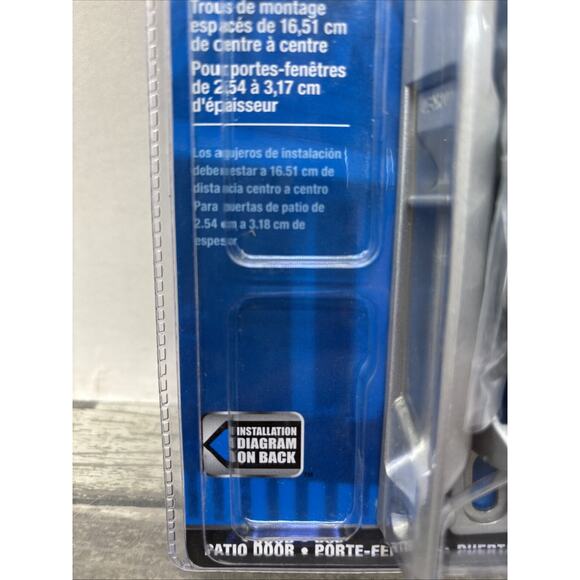 Trous de montage
espacés de 16,51 cm
de centre à centre
Pour portes-fenêtres
de 2,54 à 3,17 cm
d'épaisseur
Los agujeros de instalación
deben estar a 16.51 cm de
distancia centro a centro
Para puertas de patio de
2.54 cm a 3.18 cm de
espesor
INSTALLATION
DIAGRAM
ON BACK
PATIO DOOR •